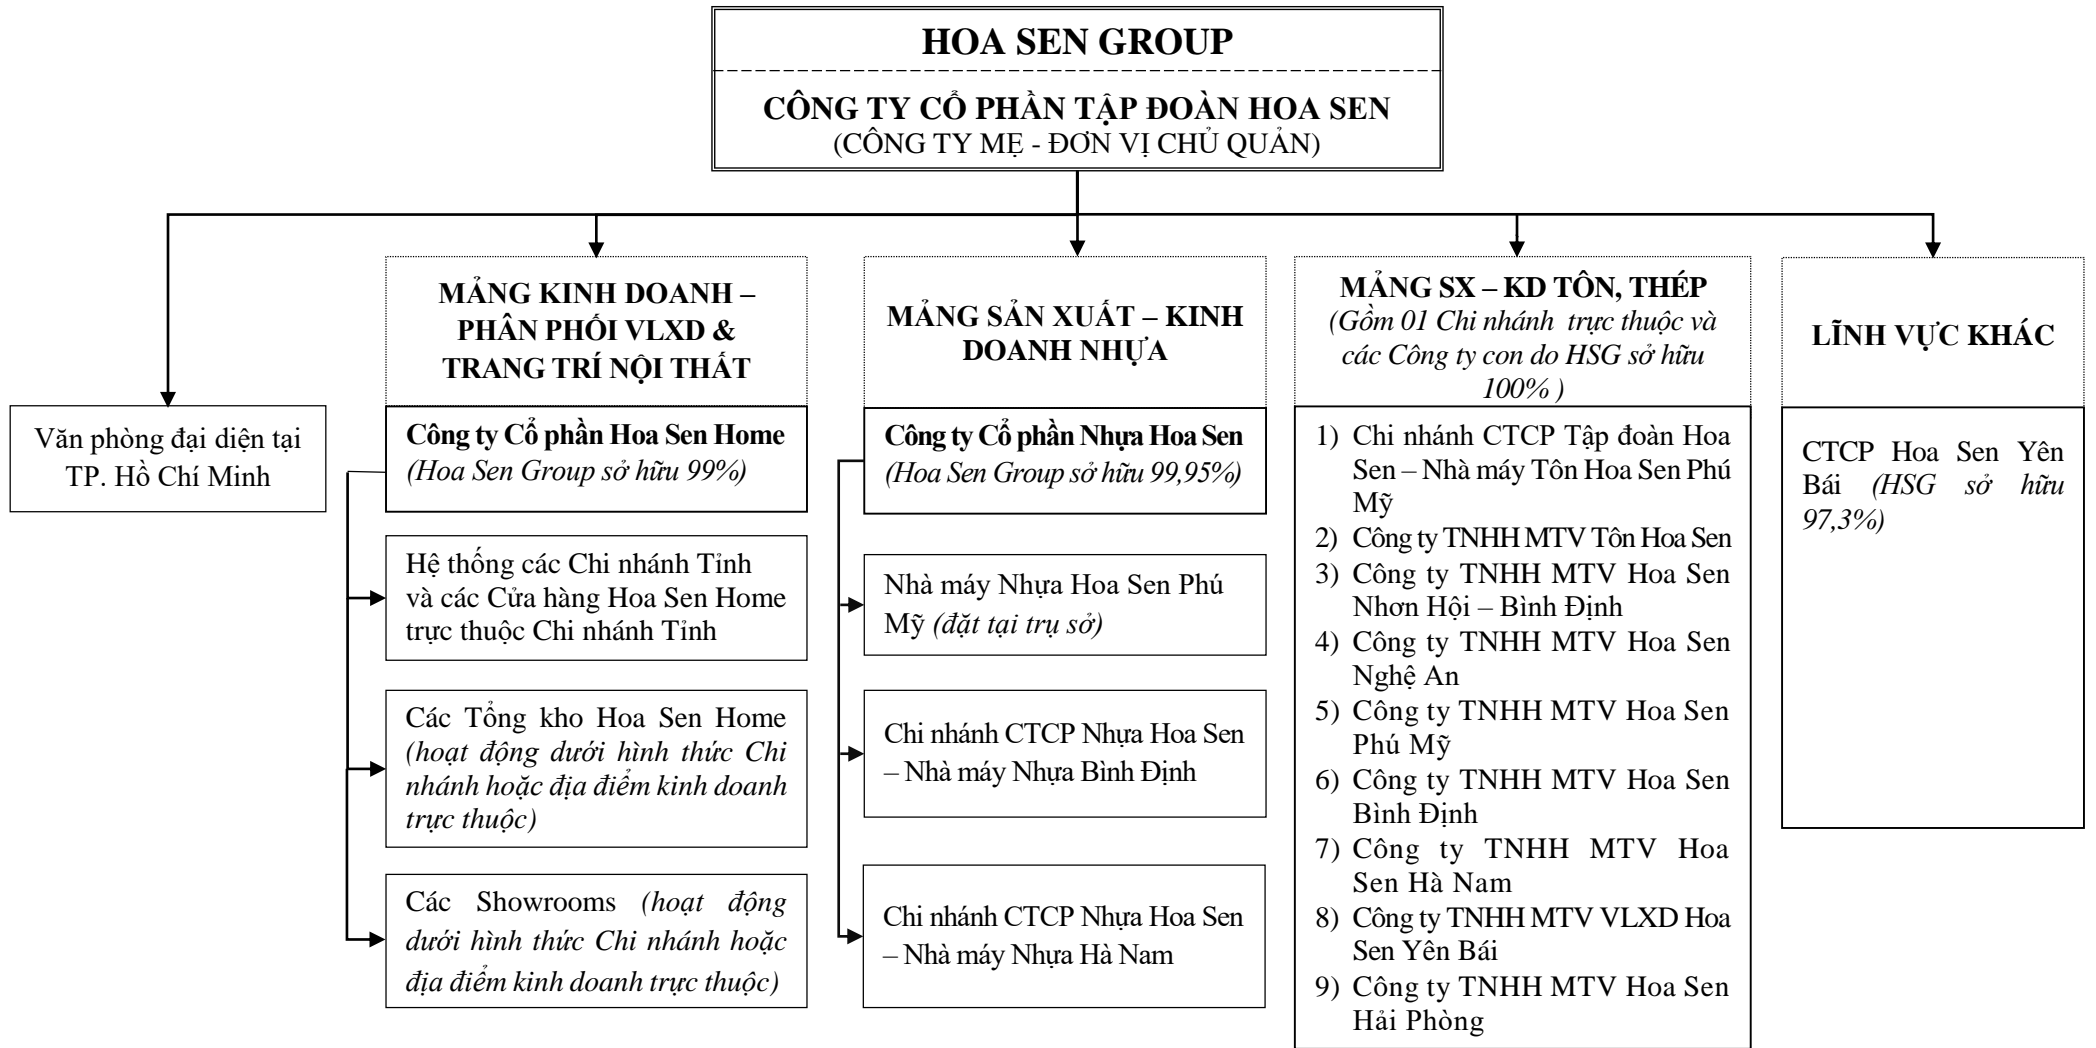 HOA SEN GROUP
CÔNG TY CỔ PHẦN TẬP ĐOÀN HOA SEN
(CÔNG TY MẸ - ĐƠN VỊ CHỦ QUẢN)
Văn phòng đại diện tại
TP. Hồ Chí Minh
MẢNG KINH DOANH –
PHÂN PHỐI VLXD &
TRANG TRÍ NỘI THẤT
Công ty Cổ phần Hoa Sen Home
(Hoa Sen Group sở hữu 99%)
Hệ thống các Chi nhánh Tỉnh
và các Cửa hàng Hoa Sen Home
trực thuộc Chi nhánh Tỉnh
Các Tổng kho Hoa Sen Home
(hoạt động dưới hình thức Chi
nhánh hoặc địa điểm kinh doanh
trực thuộc)
Các Showrooms (hoạt động
dưới hình thức Chi nhánh hoặc
địa điểm kinh doanh trực thuộc)
MẢNG SẢN XUẤT – KINH
DOANH NHỰA
Công ty Cổ phần Nhựa Hoa Sen
(Hoa Sen Group sở hữu 99,95%)
Nhà máy Nhựa Hoa Sen Phú
Mỹ (đặt tại trụ sở)
Chi nhánh CTCP Nhựa Hoa Sen
– Nhà máy Nhựa Bình Định
Chi nhánh CTCP Nhựa Hoa Sen
– Nhà máy Nhựa Hà Nam
MẢNG SX – KD TÔN, THÉP
(Gồm 01 Chi nhánh trực thuộc và
các Công ty con do HSG sở hữu
100% )
1) Chi nhánh CTCP Tập đoàn Hoa
Sen – Nhà máy Tôn Hoa Sen Phú
Mỹ
2) Công ty TNHH MTV Tôn Hoa Sen
3) Công ty TNHH MTV Hoa Sen
Nhơn Hội – Bình Định
4) Công ty TNHH MTV Hoa Sen
Nghệ An
5) Công ty TNHH MTV Hoa Sen
Phú Mỹ
6) Công ty TNHH MTV Hoa Sen
Bình Định
7) Công ty TNHH MTV Hoa
Sen Hà Nam
8) Công ty TNHH MTV VLXD Hoa
Sen Yên Bái
9) Công ty TNHH MTV Hoa Sen
Hải Phòng
LĨNH VỰC KHÁC
CTCP Hoa Sen Yên
Bái (HSG sở hữu
97,3%)